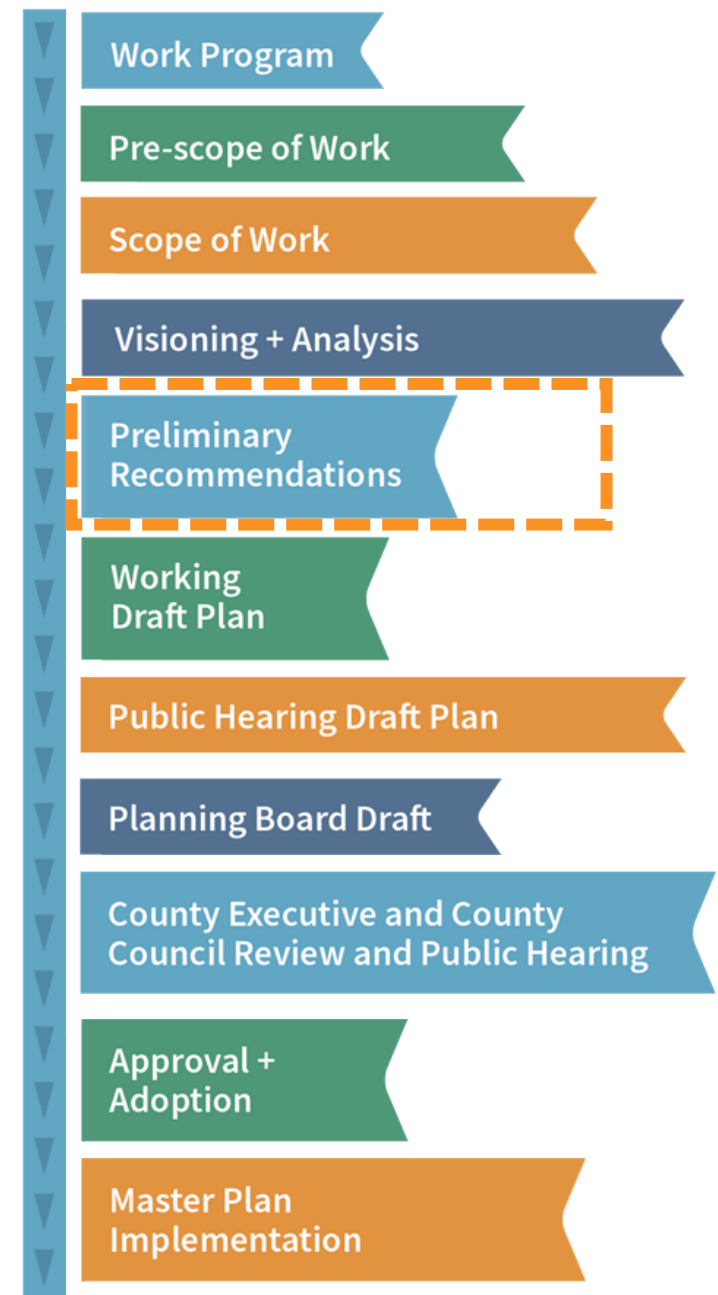 Work Program
Pre-scope of Work
Scope of Work
Visioning + Analysis
Preliminary
Recommendations
Working
Draft Plan
Public Hearing Draft Plan
Planning Board Draft
County Executive and County
Council Review and Public Hearing
Approval +
Adoption
Master Plan
Implementation